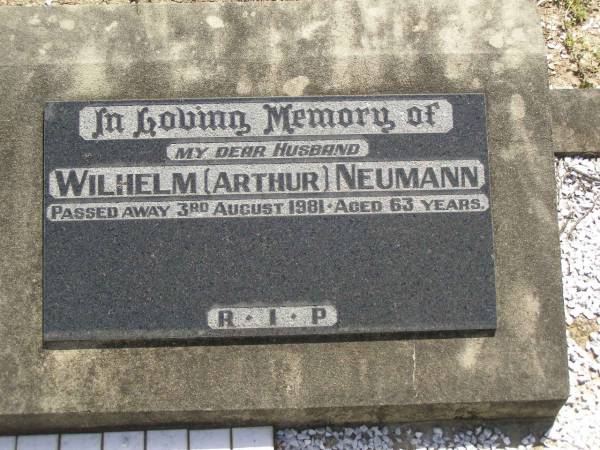 In Loving Memory of
MY DEAR HUSBAND
WILHELM (ARTHUR) NEUMANN
PASSED AWAY 3RD AUGUST 1981 · AGED 63 YEARS.
R · I · P